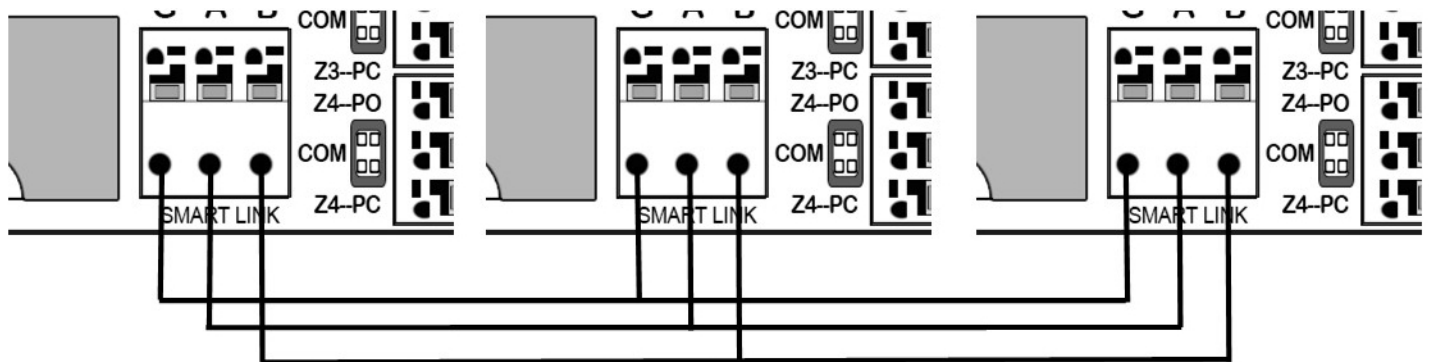 G A B
COM
Z3--PC
Z4--PO
COM
Z4--PC
SMART LINK
G A B
COM
Z3--PC
Z4--PO
COM
Z4--PC
SMART LINK
G A B
COM
Z3--PC
Z4--PO
COM
Z4--PC
SMART LINK